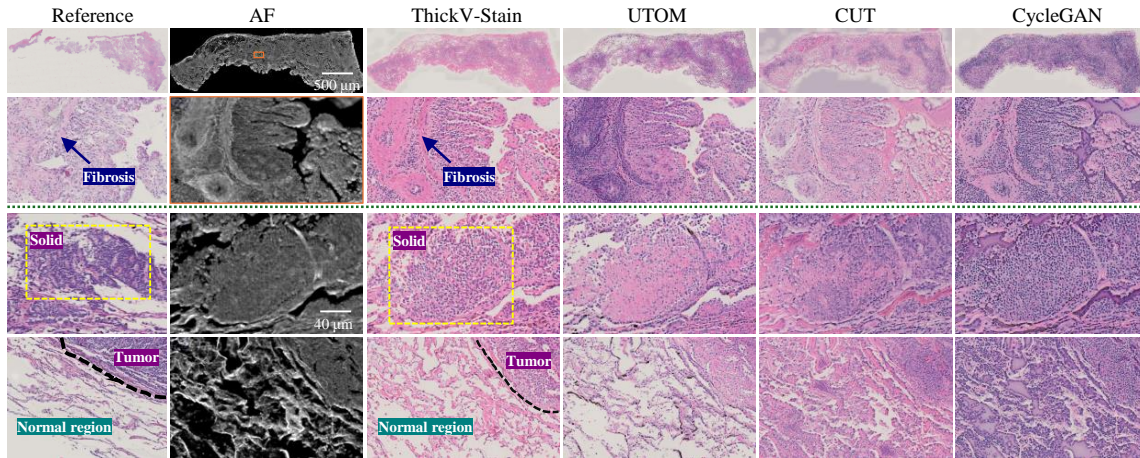 Reference AF ThickV-Stain UTOM CUT CycleGAN
500 μm
Fibrosis Fibrosis
Solid Solid
40 μm
Tumor Tumor
Normal region Normal region